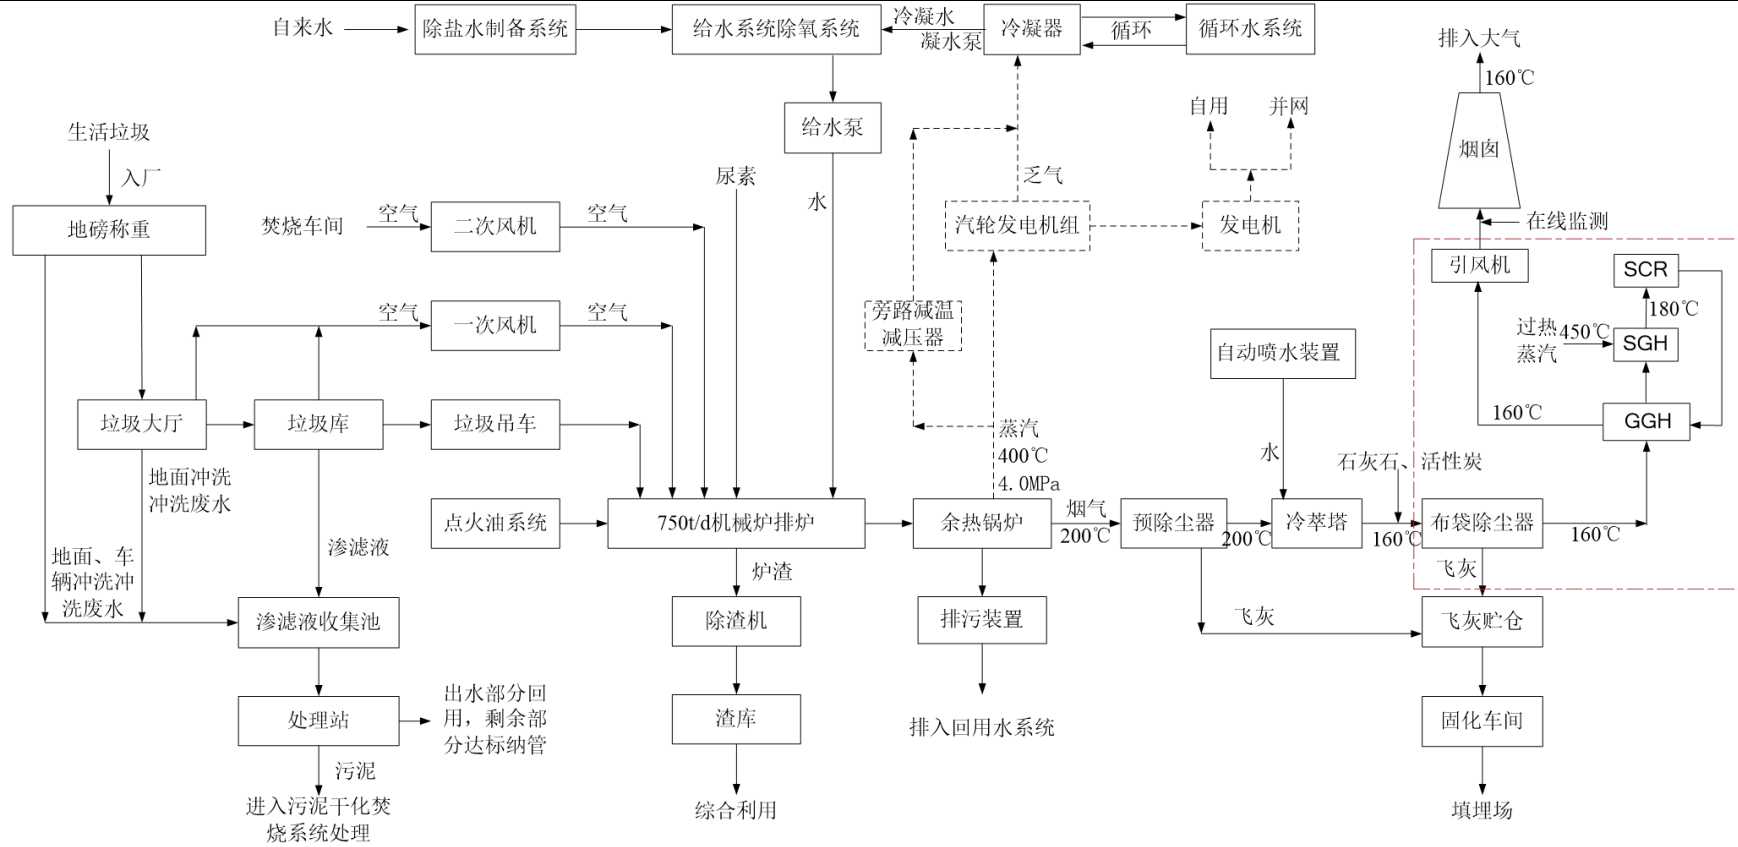 自来水
除盐水制备系统
给水系统除氧系统
冷凝水
凝水泵
冷凝器
循环
循环水系统
排入大气
160℃
烟囱
生活垃圾
入厂
地磅称重
给水泵
尿素
水
自用
并网
乏气
汽轮发电机组
发电机
焚烧车间
空气
二次风机
空气
在线监测
引风机
SCR
180℃
过热
蒸汽
450℃
SGH
空气
一次风机
空气
旁路减温
减压器
自动喷水装置
160℃
GGH
垃圾大厅
垃圾库
垃圾吊车
蒸汽
400℃
4.0MPa
水
石灰石、活性炭
地面冲洗
冲洗废水
点火油系统
750t/d机械炉排炉
余热锅炉
烟气
200℃
预除尘器
200℃
冷萃塔
160℃
布袋除尘器
160℃
渗滤液
地面、车
辆冲洗冲
洗废水
炉渣
飞灰
渗滤液收集池
除渣机
排污装置
飞灰
飞灰贮仓
处理站
出水部分回
用，剩余部
分达标纳管
渣库
排入回用水系统
固化车间
污泥
进入污泥干化焚
烧系统处理
综合利用
填埋场